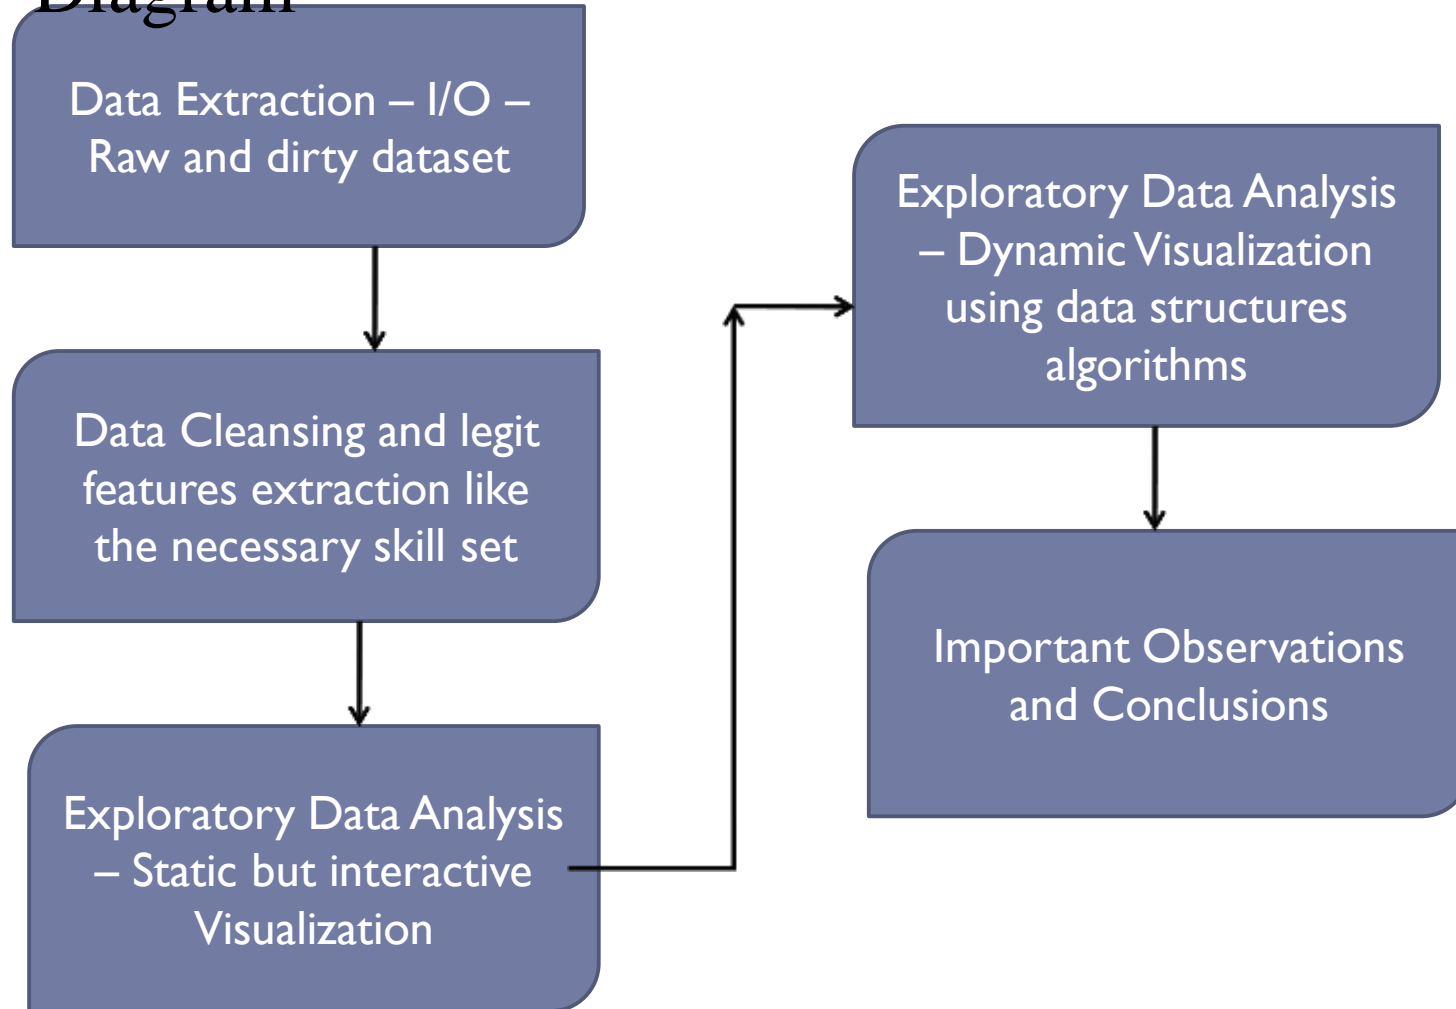 Diagram
Data Extraction – I/O –
Raw and dirty dataset
Data Cleansing and legit
features extraction like
the necessary skill set
Exploratory Data Analysis
– Static but interactive
Visualization
Exploratory Data Analysis
– Dynamic Visualization
using data structures
algorithms
Important Observations
and Conclusions